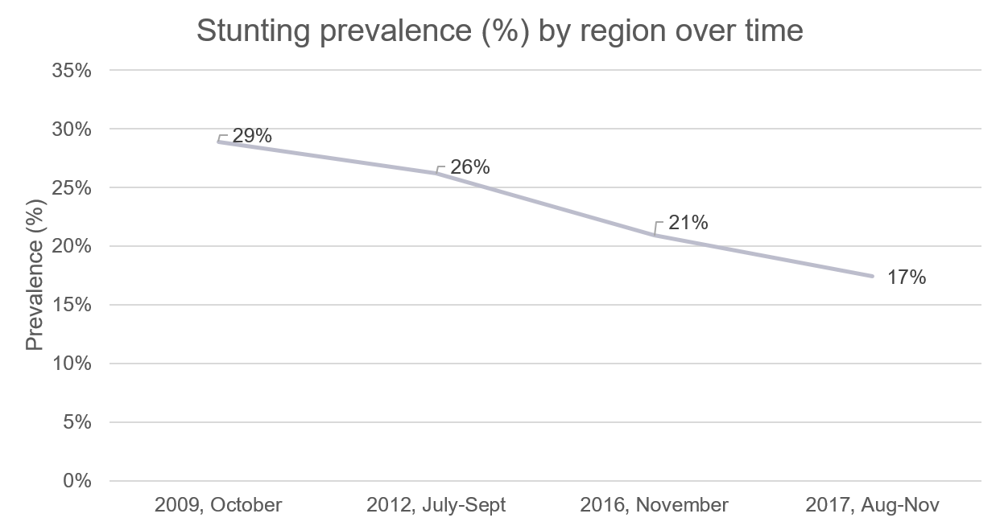 Stunting prevalence (%) by region over time
Prevalence (%)
35%
30%
25%
20%
15%
10%
5%
0%
29%
26%
21%
17%
2009, October
2012, July-Sept
2016, November
2017, Aug-Nov